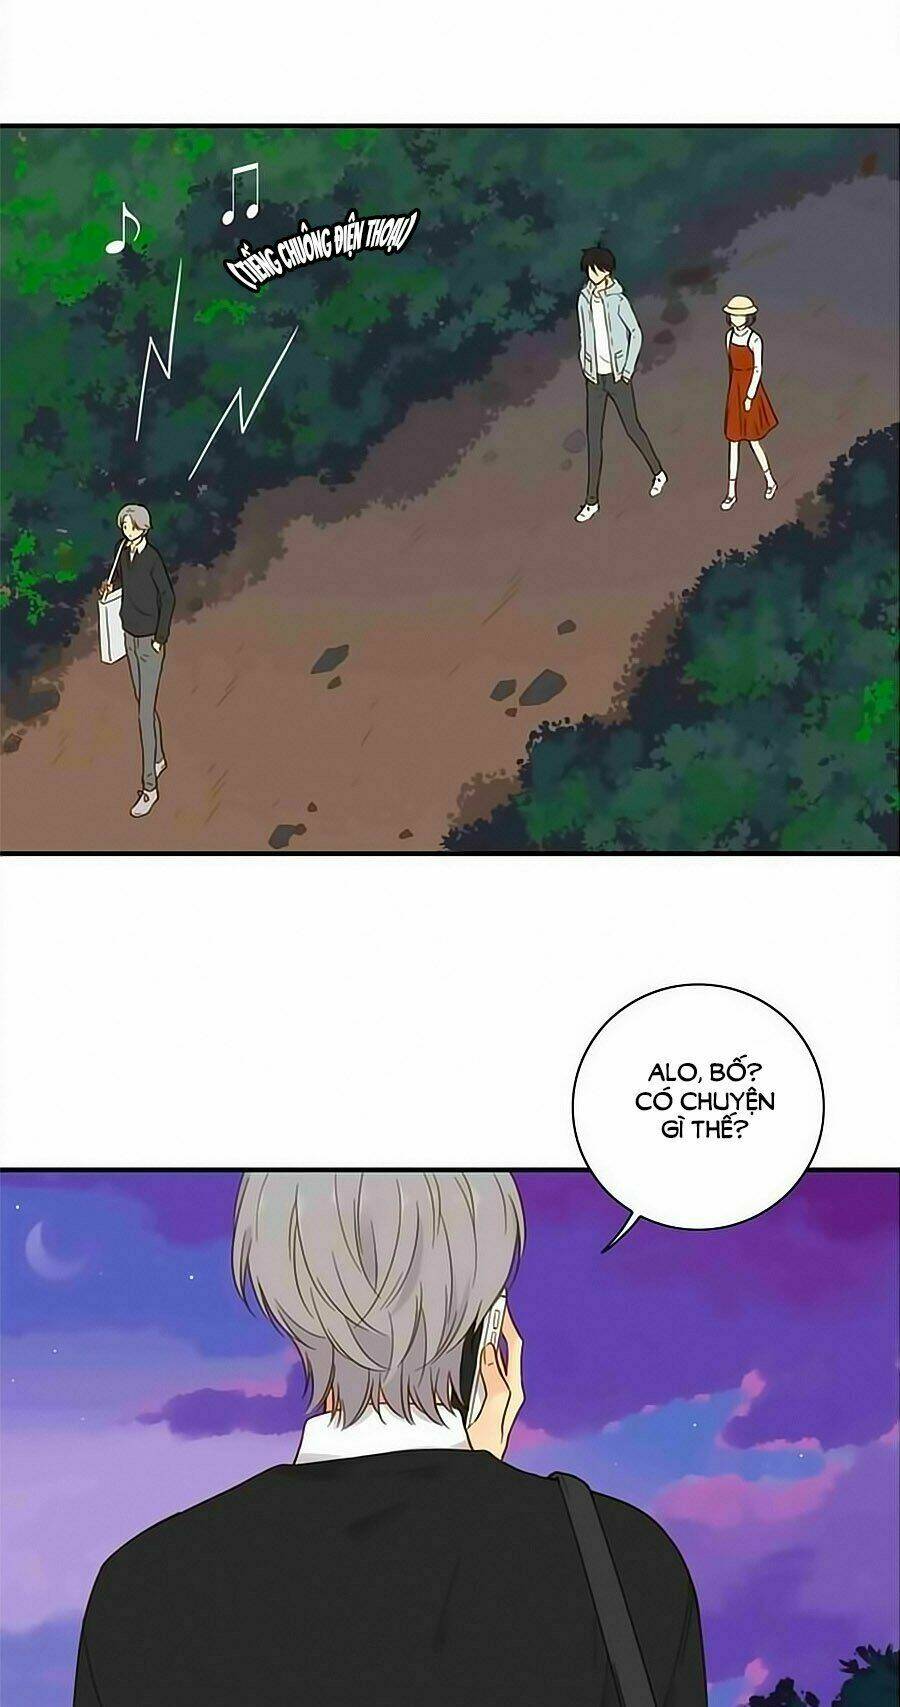 (TIẾNG CHUÔNG ĐIỆN THOẠI)
ALO, BỐ?
CÓ CHUYỆN
GÌ THẾ?